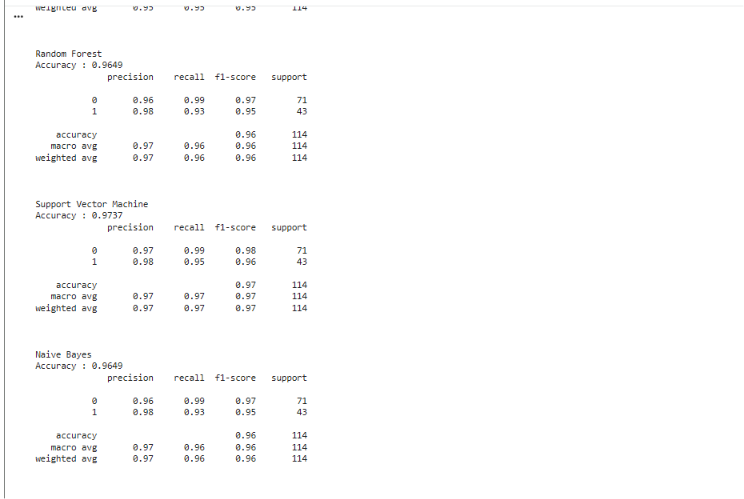 weighted avg 0.95 0.95 0.95 114
...
Random Forest
Accuracy : 0.9649
precision recall f1-score support
0 0.96 0.99 0.97 71
1 0.98 0.93 0.95 43
accuracy 0.96 114
macro avg 0.97 0.96 0.96 114
weighted avg 0.97 0.96 0.96 114
Support Vector Machine
Accuracy : 0.9737
precision recall f1-score support
0 0.97 0.99 0.98 71
1 0.98 0.95 0.96 43
accuracy 0.97 114
macro avg 0.97 0.97 0.97 114
weighted avg 0.97 0.97 0.97 114
Naive Bayes
Accuracy : 0.9649
precision recall f1-score support
0 0.96 0.99 0.97 71
1 0.98 0.93 0.95 43
accuracy 0.96 114
macro avg 0.97 0.96 0.96 114
weighted avg 0.97 0.96 0.96 114